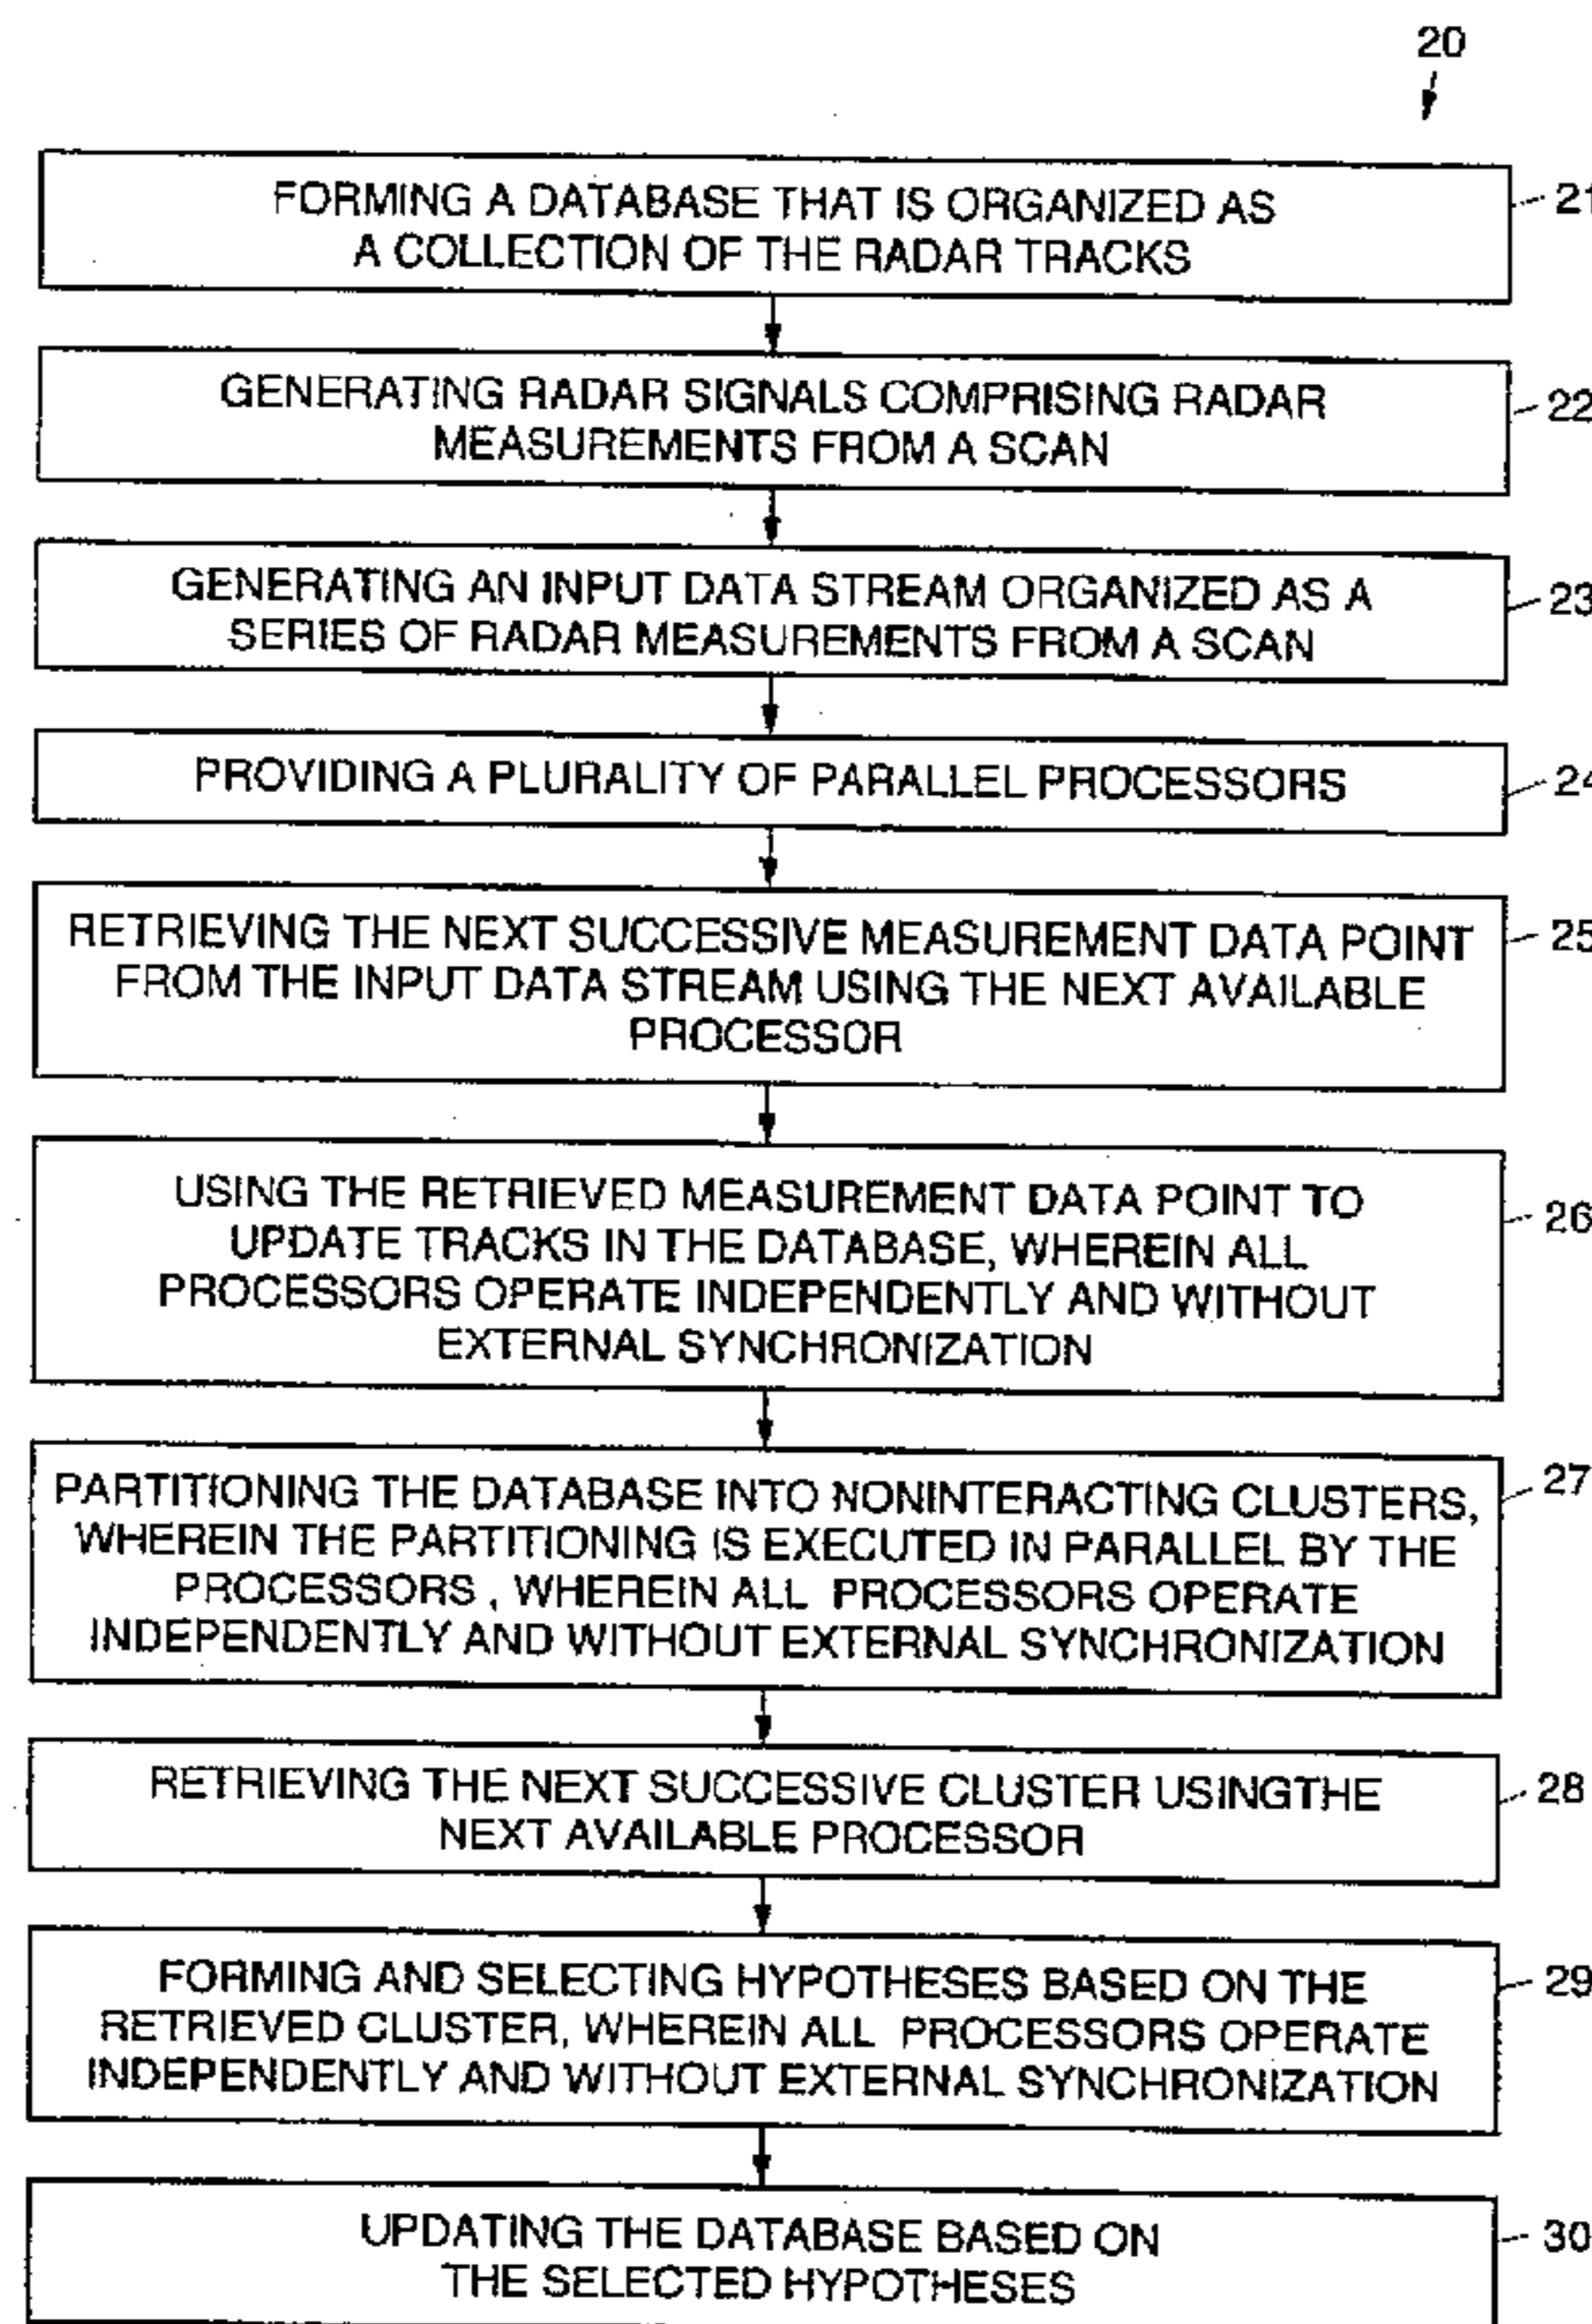 20
FORMING A DATABASE THAT IS ORGANIZED AS
A COLLECTION OF THE RADAR TRACKS
21
GENERATING RADAR SIGNALS COMPRISING RADAR
MEASUREMENTS FROM A SCAN
22
GENERATING AN INPUT DATA STREAM ORGANIZED AS A
SERIES OF RADAR MEASUREMENTS FROM A SCAN
23
PROVIDING A PLURALITY OF PARALLEL PROCESSORS
24
RETRIEVING THE NEXT SUCCESSIVE MEASUREMENT DATA POINT
FROM THE INPUT DATA STREAM USING THE NEXT AVAILABLE
PROCESSOR
25
USING THE RETRIEVED MEASUREMENT DATA POINT TO
UPDATE TRACKS IN THE DATABASE, WHEREIN ALL
PROCESSORS OPERATE INDEPENDENTLY AND WITHOUT
EXTERNAL SYNCHRONIZATION
26
PARTITIONING THE DATABASE INTO NONINTERACTING CLUSTERS,
WHEREIN THE PARTITIONING IS EXECUTED IN PARALLEL BY THE
PROCESSORS , WHEREIN ALL PROCESSORS OPERATE
INDEPENDENTLY AND WITHOUT EXTERNAL SYNCHRONIZATION
27
RETRIEVING THE NEXT SUCCESSIVE CLUSTER USINGTHE
NEXT AVAILABLE PROCESSOR
28
FORMING AND SELECTING HYPOTHESES BASED ON THE
RETRIEVED CLUSTER, WHEREIN ALL PROCESSORS OPERATE
INDEPENDENTLY AND WITHOUT EXTERNAL SYNCHRONIZATION
29
UPDATING THE DATABASE BASED ON
THE SELECTED HYPOTHESES
30